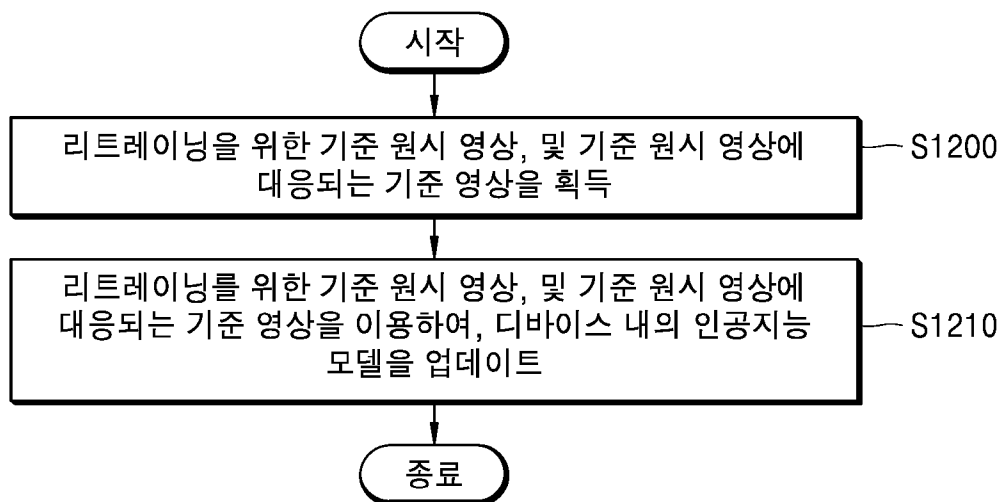 시작
리트레이닝을 위한 기준 원시 영상, 및 기준 원시 영상에
대응되는 기준 영상을 획득
S1200
리트레이닝를 위한 기준 원시 영상, 및 기준 원시 영상에
대응되는 기준 영상을 이용하여, 디바이스 내의 인공지능
모델을 업데이트
S1210
종료